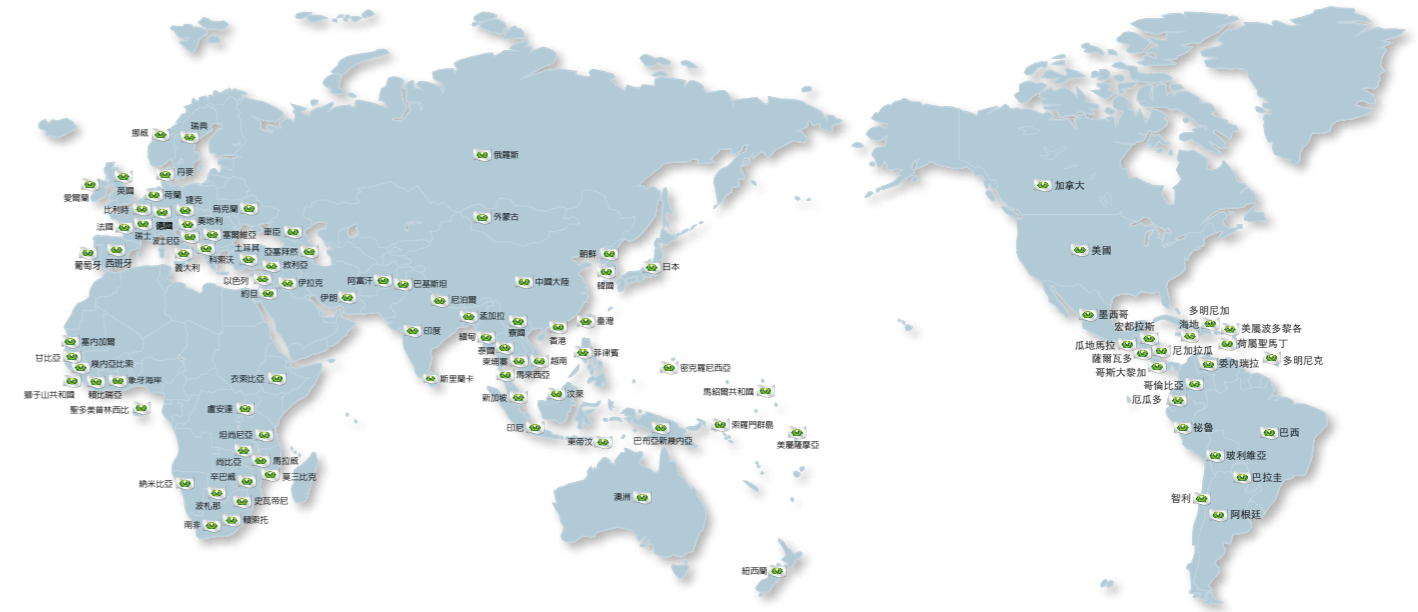 挪威
瑞典
俄羅斯
丹麥
愛爾蘭
英國
荷蘭
捷克
比利時
烏克蘭
外蒙古
加拿大
法國
瑞士
德國
奧地利
波士尼亞
塞爾維亞
車臣
葡萄牙
西班牙
義大利
科索沃
土耳其
亞塞拜然
敘利亞
朝鮮
韓國
日本
美國
以色列
約旦
伊拉克
伊朗
阿富汗
巴基斯坦
中國大陸
尼泊爾
孟加拉
印度
緬甸
寮國
泰國
香港
臺灣
柬埔寨
越南
菲律賓
馬來西亞
斯里蘭卡
新加坡
汶萊
密克羅尼西亞
馬紹爾共和國
印尼
東帝汶
巴布亞新幾內亞
索羅門群島
美屬薩摩亞
塞內加爾
甘比亞
幾內亞比索
獅子山共和國
賴比瑞亞
象牙海岸
聖多美普林西比
衣索比亞
盧安達
坦尚尼亞
尚比亞
馬拉威
辛巴威
莫三比克
納米比亞
波札那
史瓦帝尼
南非
賴索托
澳洲
紐西蘭
墨西哥
多明尼加
宏都拉斯
海地
美屬波多黎各
瓜地馬拉
尼加拉瓜
荷屬聖馬丁
薩爾瓦多
委內瑞拉
多明尼克
哥斯大黎加
哥倫比亞
厄瓜多
祕魯
巴西
玻利維亞
巴拉圭
智利
阿根廷